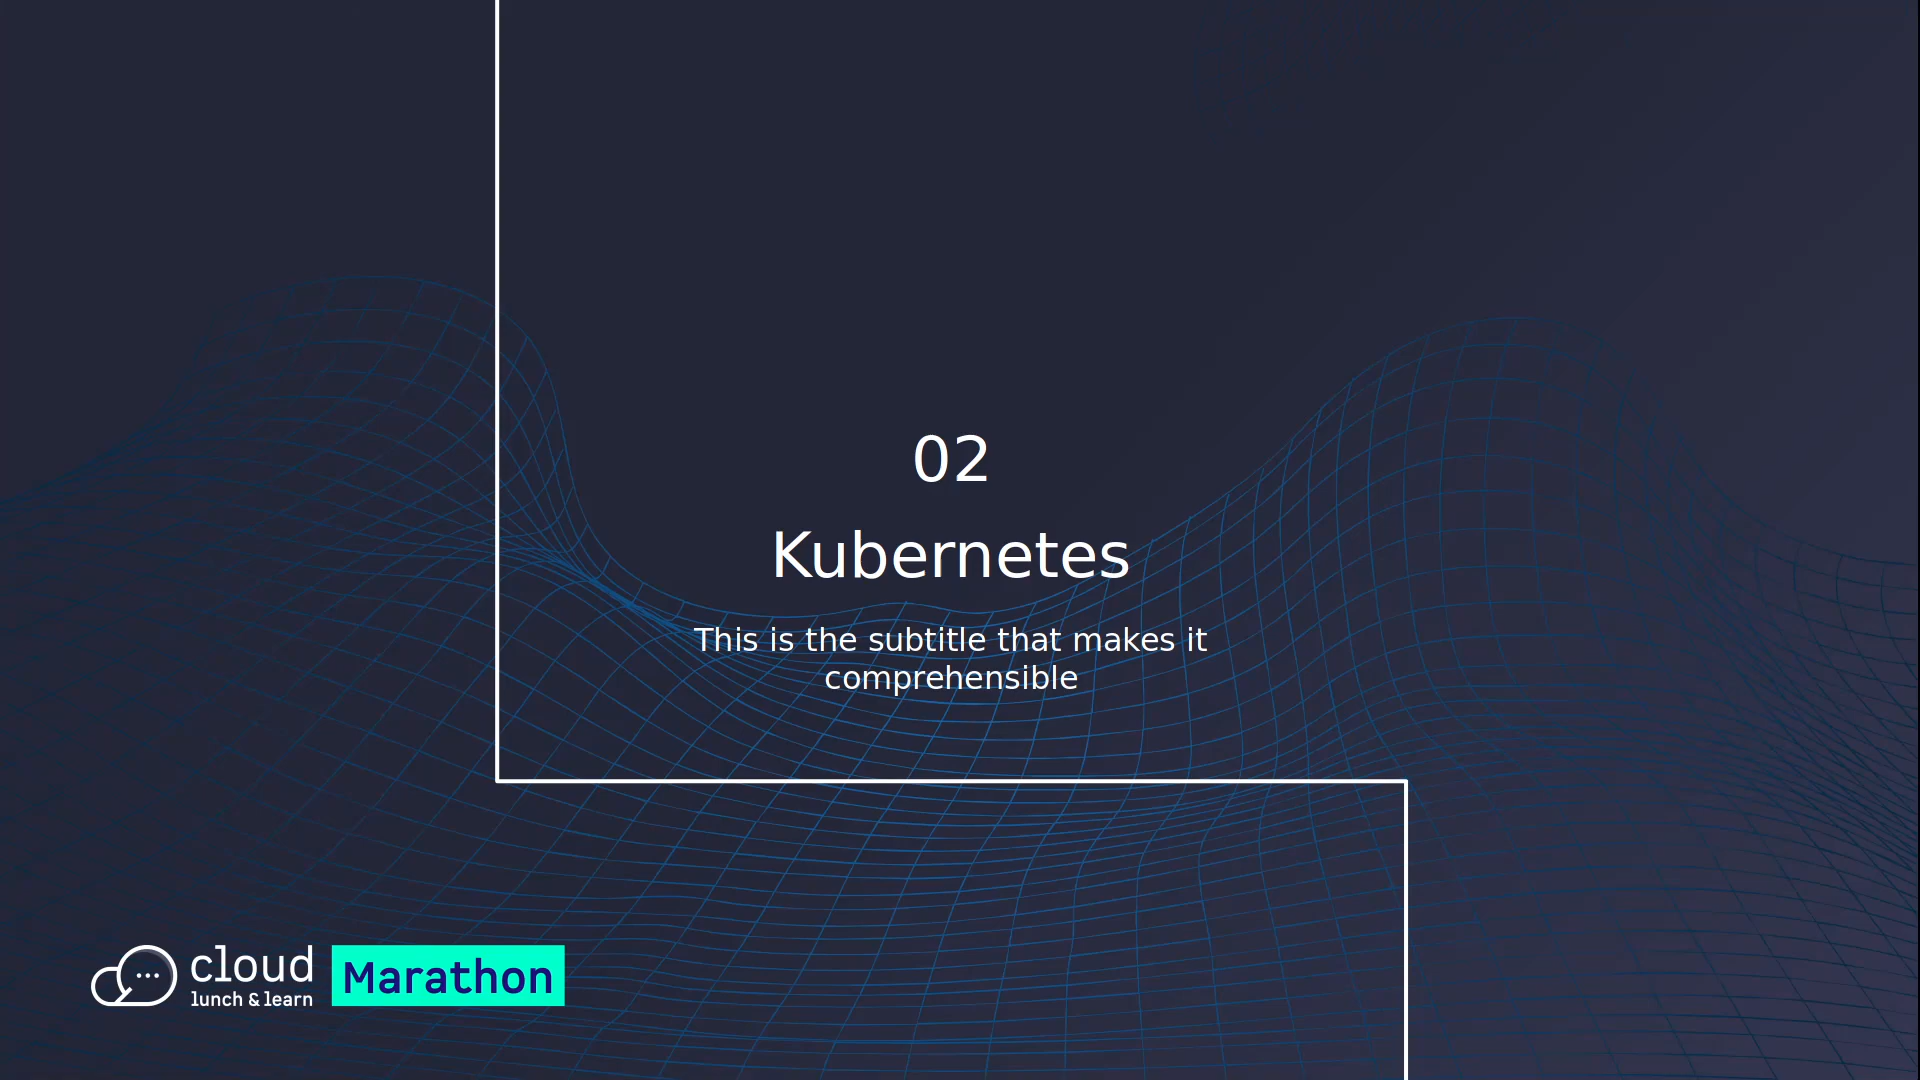 02
Kubernetes
This is the subtitle that makes it
comprehensible
cloud
lunch & learn
Marathon